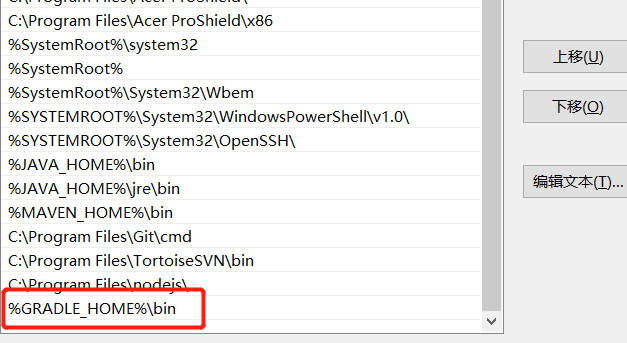 C:\Program Files\Acer ProShield\
C:\Program Files\Acer ProShield\x86
%SystemRoot%\system32
%SystemRoot%
%SystemRoot%\System32\Wbem
%SYSTEMROOT%\System32\WindowsPowerShell\v1.0\
%SYSTEMROOT%\System32\OpenSSH\
%JAVA_HOME%\bin
%JAVA_HOME%\jre\bin
%MAVEN_HOME%\bin
C:\Program Files\Git\cmd
C:\Program Files\TortoiseSVN\bin
C:\Program Files\nodejs\
%GRADLE_HOME%\bin
上移(U)
下移(O)
编辑文本(T)...